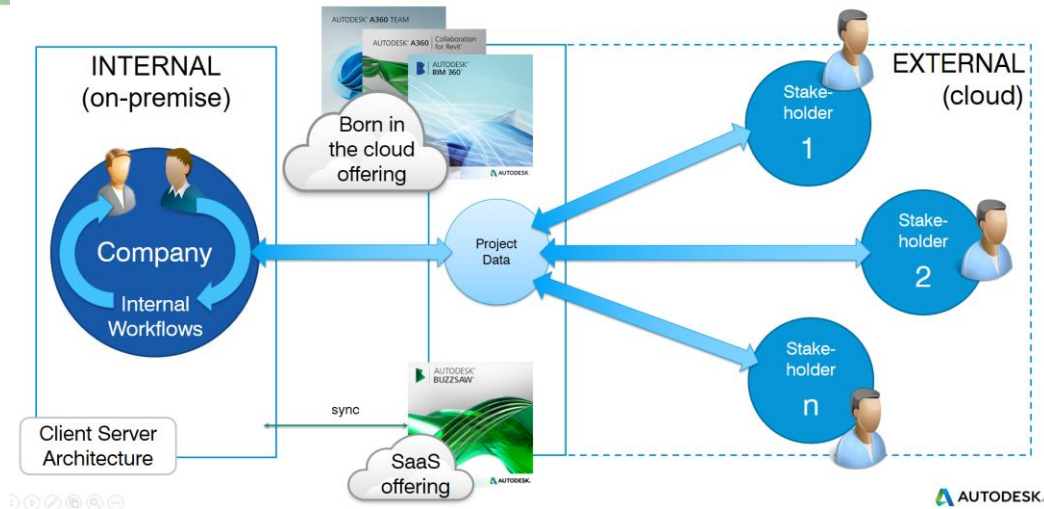 INTERNAL
(on-premise)
Company
Internal
Workflows
Client Server
Architecture
AUTODESK® A360 TEAM
AUTODESK® A360 | Collaboration
for Revit®
AUTODESK®
BIM 360™
Born in
the cloud
offering
AUTODESK.
Project
Data
sync
AUTODESK®
BUZZSAW®
SaaS
offering
AUTODESK.
EXTERNAL
(cloud)
Stake-
holder
1
Stake-
holder
2
Stake-
holder
n
AUTODESK.